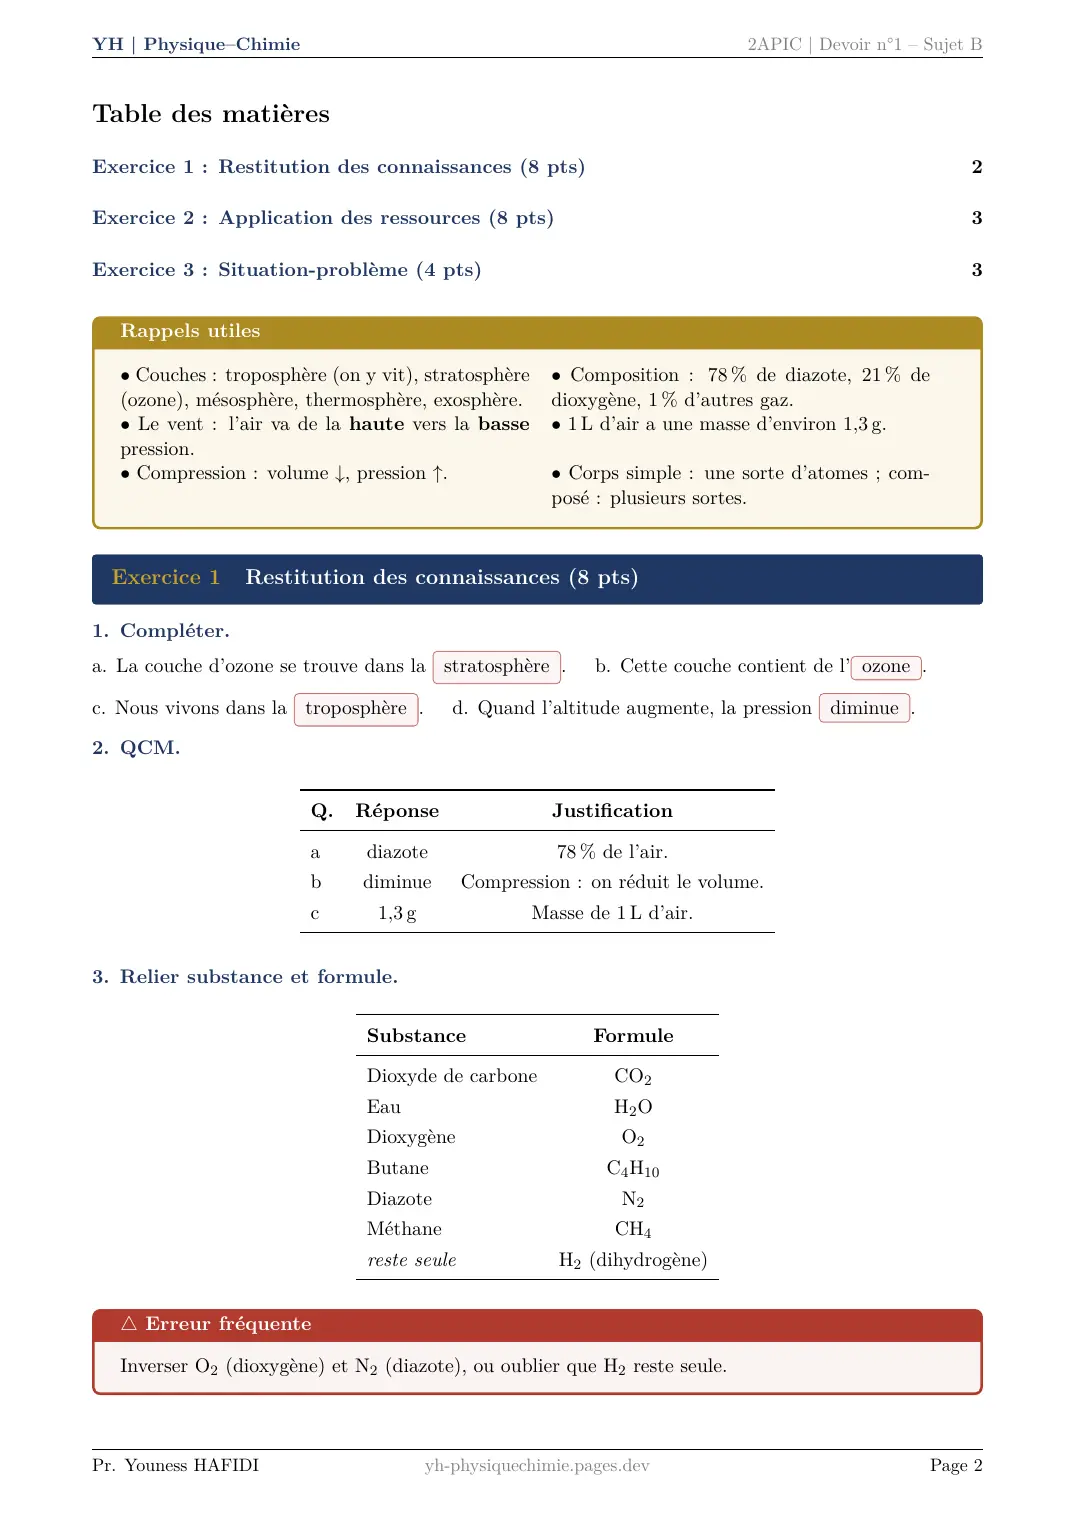 YH | Physique–Chimie 2APIC | Devoir n°1 – Sujet B
Table des matières
Exercice 1 : Restitution des connaissances (8 pts) 2
Exercice 2 : Application des ressources (8 pts) 3
Exercice 3 : Situation-problème (4 pts) 3
Rappels utiles
• Couches : troposphère (on y vit), stratosphère
(ozone), mésosphère, thermosphère, exosphère.
• Le vent : l'air va de la haute vers la basse
pression.
• Compression : volume ↓, pression ↑.
• Composition : 78 % de diazote, 21 % de
dioxygène, 1 % d'autres gaz.
• 1 L d'air a une masse d'environ 1,3 g.
• Corps simple : une sorte d'atomes ; com-
posé : plusieurs sortes.
Exercice 1 Restitution des connaissances (8 pts)
1. Compléter.
a. La couche d'ozone se trouve dans la stratosphère . b. Cette couche contient de l' ozone .
c. Nous vivons dans la troposphère . d. Quand l'altitude augmente, la pression diminue .
2. QCM.
Q. Réponse Justification
a diazote 78 % de l'air.
b diminue Compression : on réduit le volume.
c 1,3 g Masse de 1 L d'air.
3. Relier substance et formule.
Substance Formule
Dioxyde de carbone CO₂
Eau H₂O
Dioxygène O₂
Butane C₄H₁₀
Diazote N₂
Méthane CH₄
reste seule H₂ (dihydrogène)
△ Erreur fréquente
Inverser O₂ (dioxygène) et N₂ (diazote), ou oublier que H₂ reste seule.
Pr. Youness HAFIDI yh-physiquechimie.pages.dev Page 2